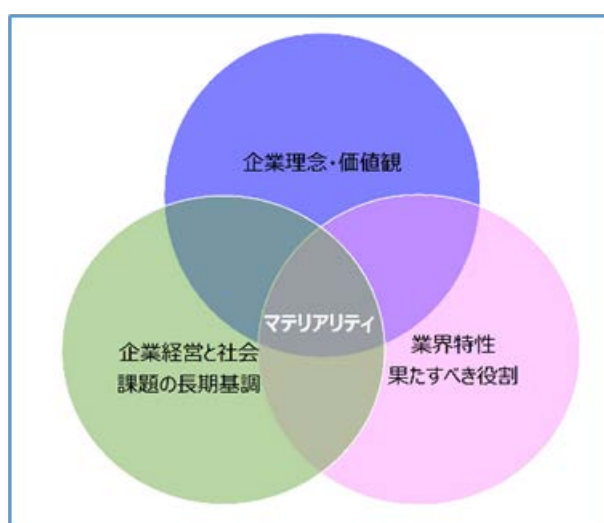 企業理念・価値観
マテリアリティ
企業経営と社会
課題の長期基調
業界特性
果たすべき役割